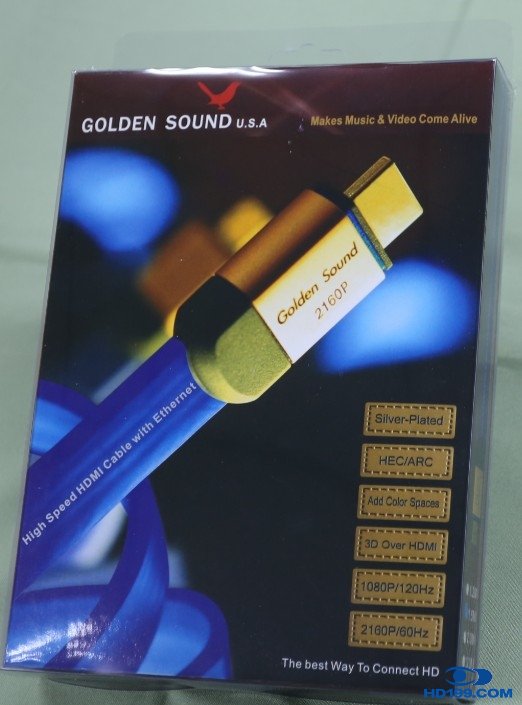 GOLDEN SOUND U.S.A
Makes Music & Video Come Alive
Golden Sound
2160P
High Speed HDMI Cable with Ethernet
Silver-Plated
HEC/ARC
Add Color Spaces
3D Over HDMI
1080P/120Hz
2160P/60Hz
The best Way To Connect HD
HD199.COM